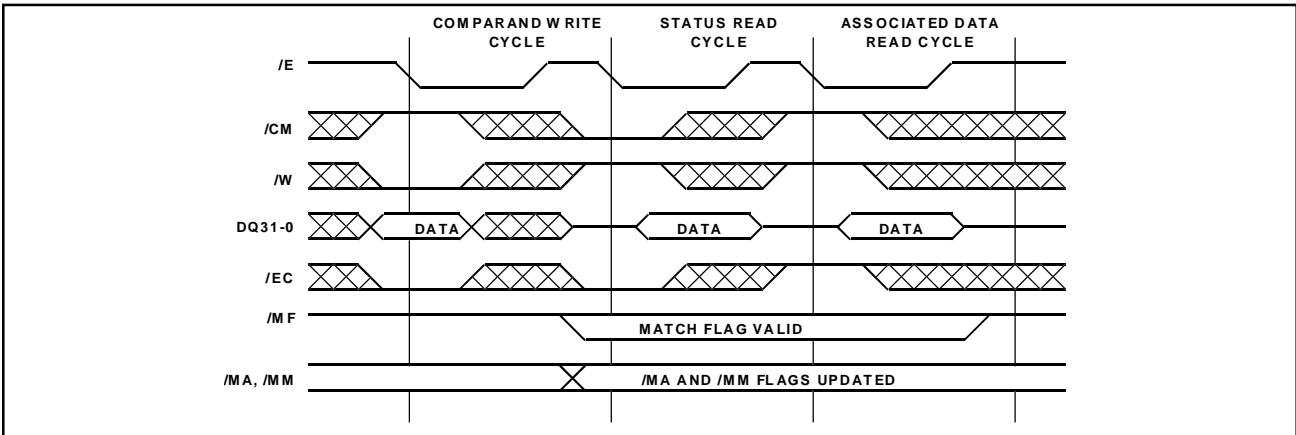 COMPARAND WRITE CYCLE
STATUS READ CYCLE
ASSOCIATED DATA READ CYCLE
/E
/CM
/W
DQ31-0
DATA
DATA
DATA
/EC
/MF
MATCH FLAG VALID
/MA, /MM
/MA AND /MM FLAGS UPDATED